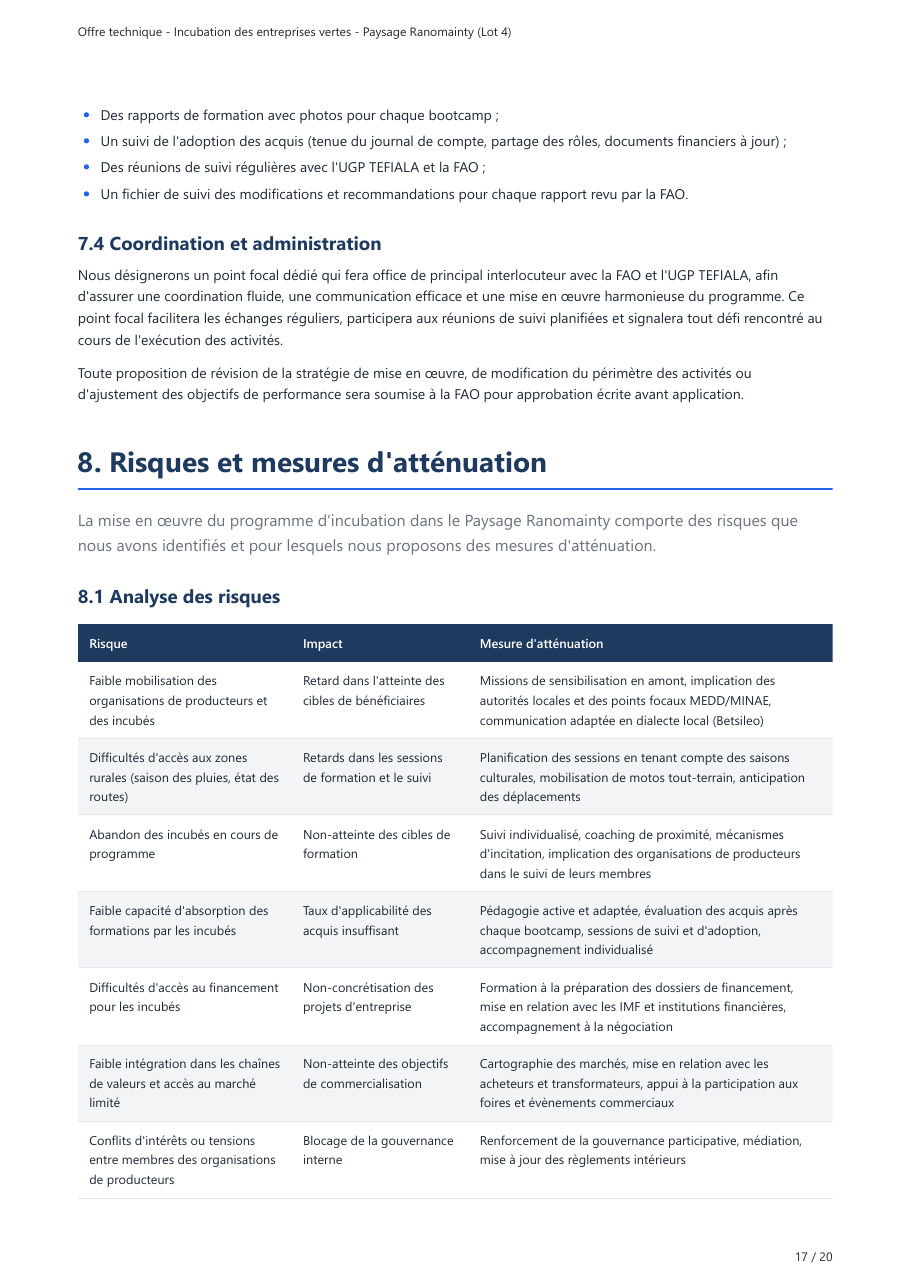 Offre technique - Incubation des entreprises vertes - Paysage Ranomainty (Lot 4)
• Des rapports de formation avec photos pour chaque bootcamp ;
• Un suivi de l'adoption des acquis (tenue du journal de compte, partage des rôles, documents financiers à jour) ;
• Des réunions de suivi régulières avec l'UGP TEFIALA et la FAO ;
• Un fichier de suivi des modifications et recommandations pour chaque rapport revu par la FAO.
7.4 Coordination et administration
Nous désignerons un point focal dédié qui fera office de principal interlocuteur avec la FAO et l'UGP TEFIALA, afin
d'assurer une coordination fluide, une communication efficace et une mise en œuvre harmonieuse du programme. Ce
point focal facilitera les échanges réguliers, participera aux réunions de suivi planifiées et signalera tout défi rencontré au
cours de l'exécution des activités.
Toute proposition de révision de la stratégie de mise en œuvre, de modification du périmètre des activités ou
d'ajustement des objectifs de performance sera soumise à la FAO pour approbation écrite avant application.
8. Risques et mesures d'atténuation
La mise en œuvre du programme d'incubation dans le Paysage Ranomainty comporte des risques que
nous avons identifiés et pour lesquels nous proposons des mesures d'atténuation.
8.1 Analyse des risques
Risque
Impact
Mesure d'atténuation
Faible mobilisation des
organisations de producteurs et
des incubés
Retard dans l'atteinte des
cibles de bénéficiaires
Missions de sensibilisation en amont, implication des
autorités locales et des points focaux MEDD/MINAE,
communication adaptée en dialecte local (Betsileo)
Difficultés d'accès aux zones
rurales (saison des pluies, état des
routes)
Retards dans les sessions
de formation et le suivi
Planification des sessions en tenant compte des saisons
culturales, mobilisation de motos tout-terrain, anticipation
des déplacements
Abandon des incubés en cours de
programme
Non-atteinte des cibles de
formation
Suivi individualisé, coaching de proximité, mécanismes
d'incitation, implication des organisations de producteurs
dans le suivi de leurs membres
Faible capacité d'absorption des
formations par les incubés
Taux d'applicabilité des
acquis insuffisant
Pédagogie active et adaptée, évaluation des acquis après
chaque bootcamp, sessions de suivi et d'adoption,
accompagnement individualisé
Difficultés d'accès au financement
pour les incubés
Non-concrétisation des
projets d'entreprise
Formation à la préparation des dossiers de financement,
mise en relation avec les IMF et institutions financières,
accompagnement à la négociation
Faible intégration dans les chaînes
de valeurs et accès au marché
limité
Non-atteinte des objectifs
de commercialisation
Cartographie des marchés, mise en relation avec les
acheteurs et transformateurs, appui à la participation aux
foires et évènements commerciaux
Conflits d'intérêts ou tensions
entre membres des organisations
de producteurs
Blocage de la gouvernance
interne
Renforcement de la gouvernance participative, médiation,
mise à jour des règlements intérieurs
17 / 20